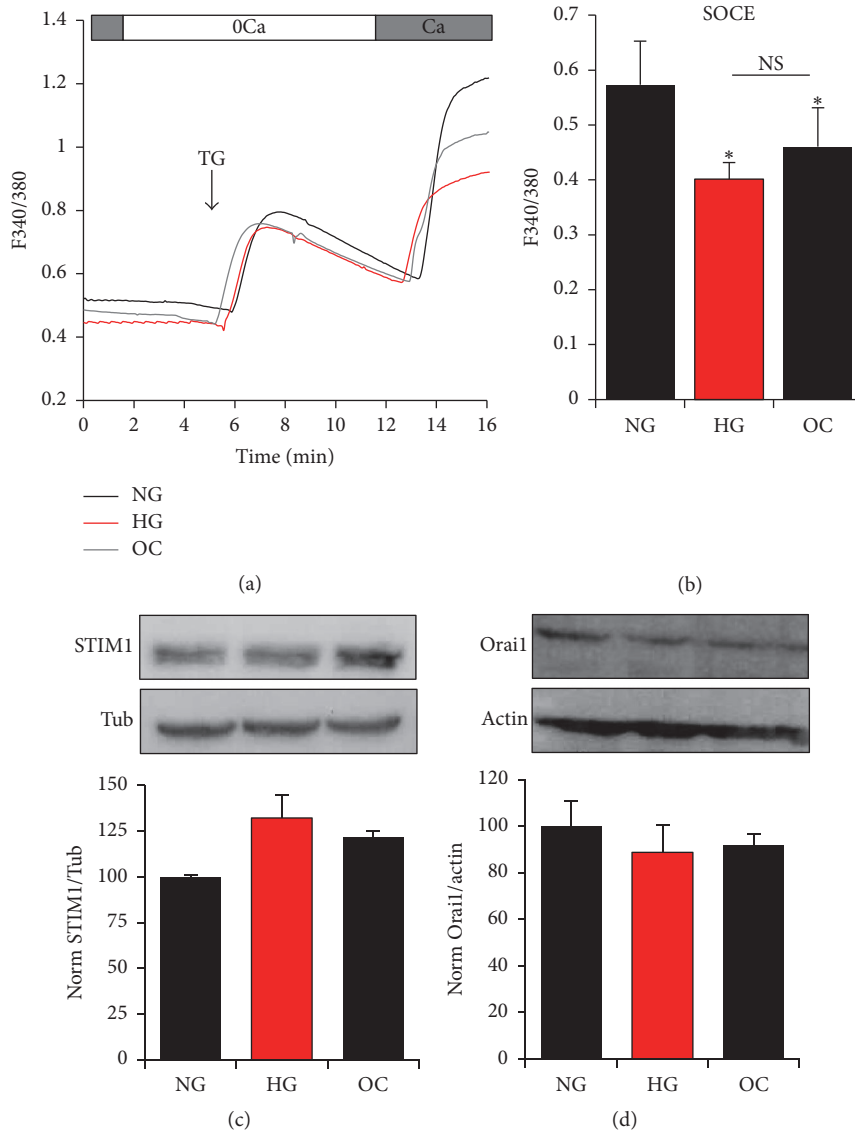 0Ca Ca
1.4
1.2
1
0.8
0.6
0.4
0.2
F340/380
TG
0 2 4 6 8 10 12 14 16
Time (min)
NG
HG
OC
(a)
SOCE
0.7
0.6
0.5
0.4
0.3
0.2
0.1
0
F340/380
NS
*
*
NG HG OC
(b)
STIM1
Tub
150
125
100
75
50
25
0
Norm STIM1/Tub
NG HG OC
(c)
Orai1
Actin
120
100
80
60
40
20
0
Norm Orai1/actin
NG HG OC
(d)